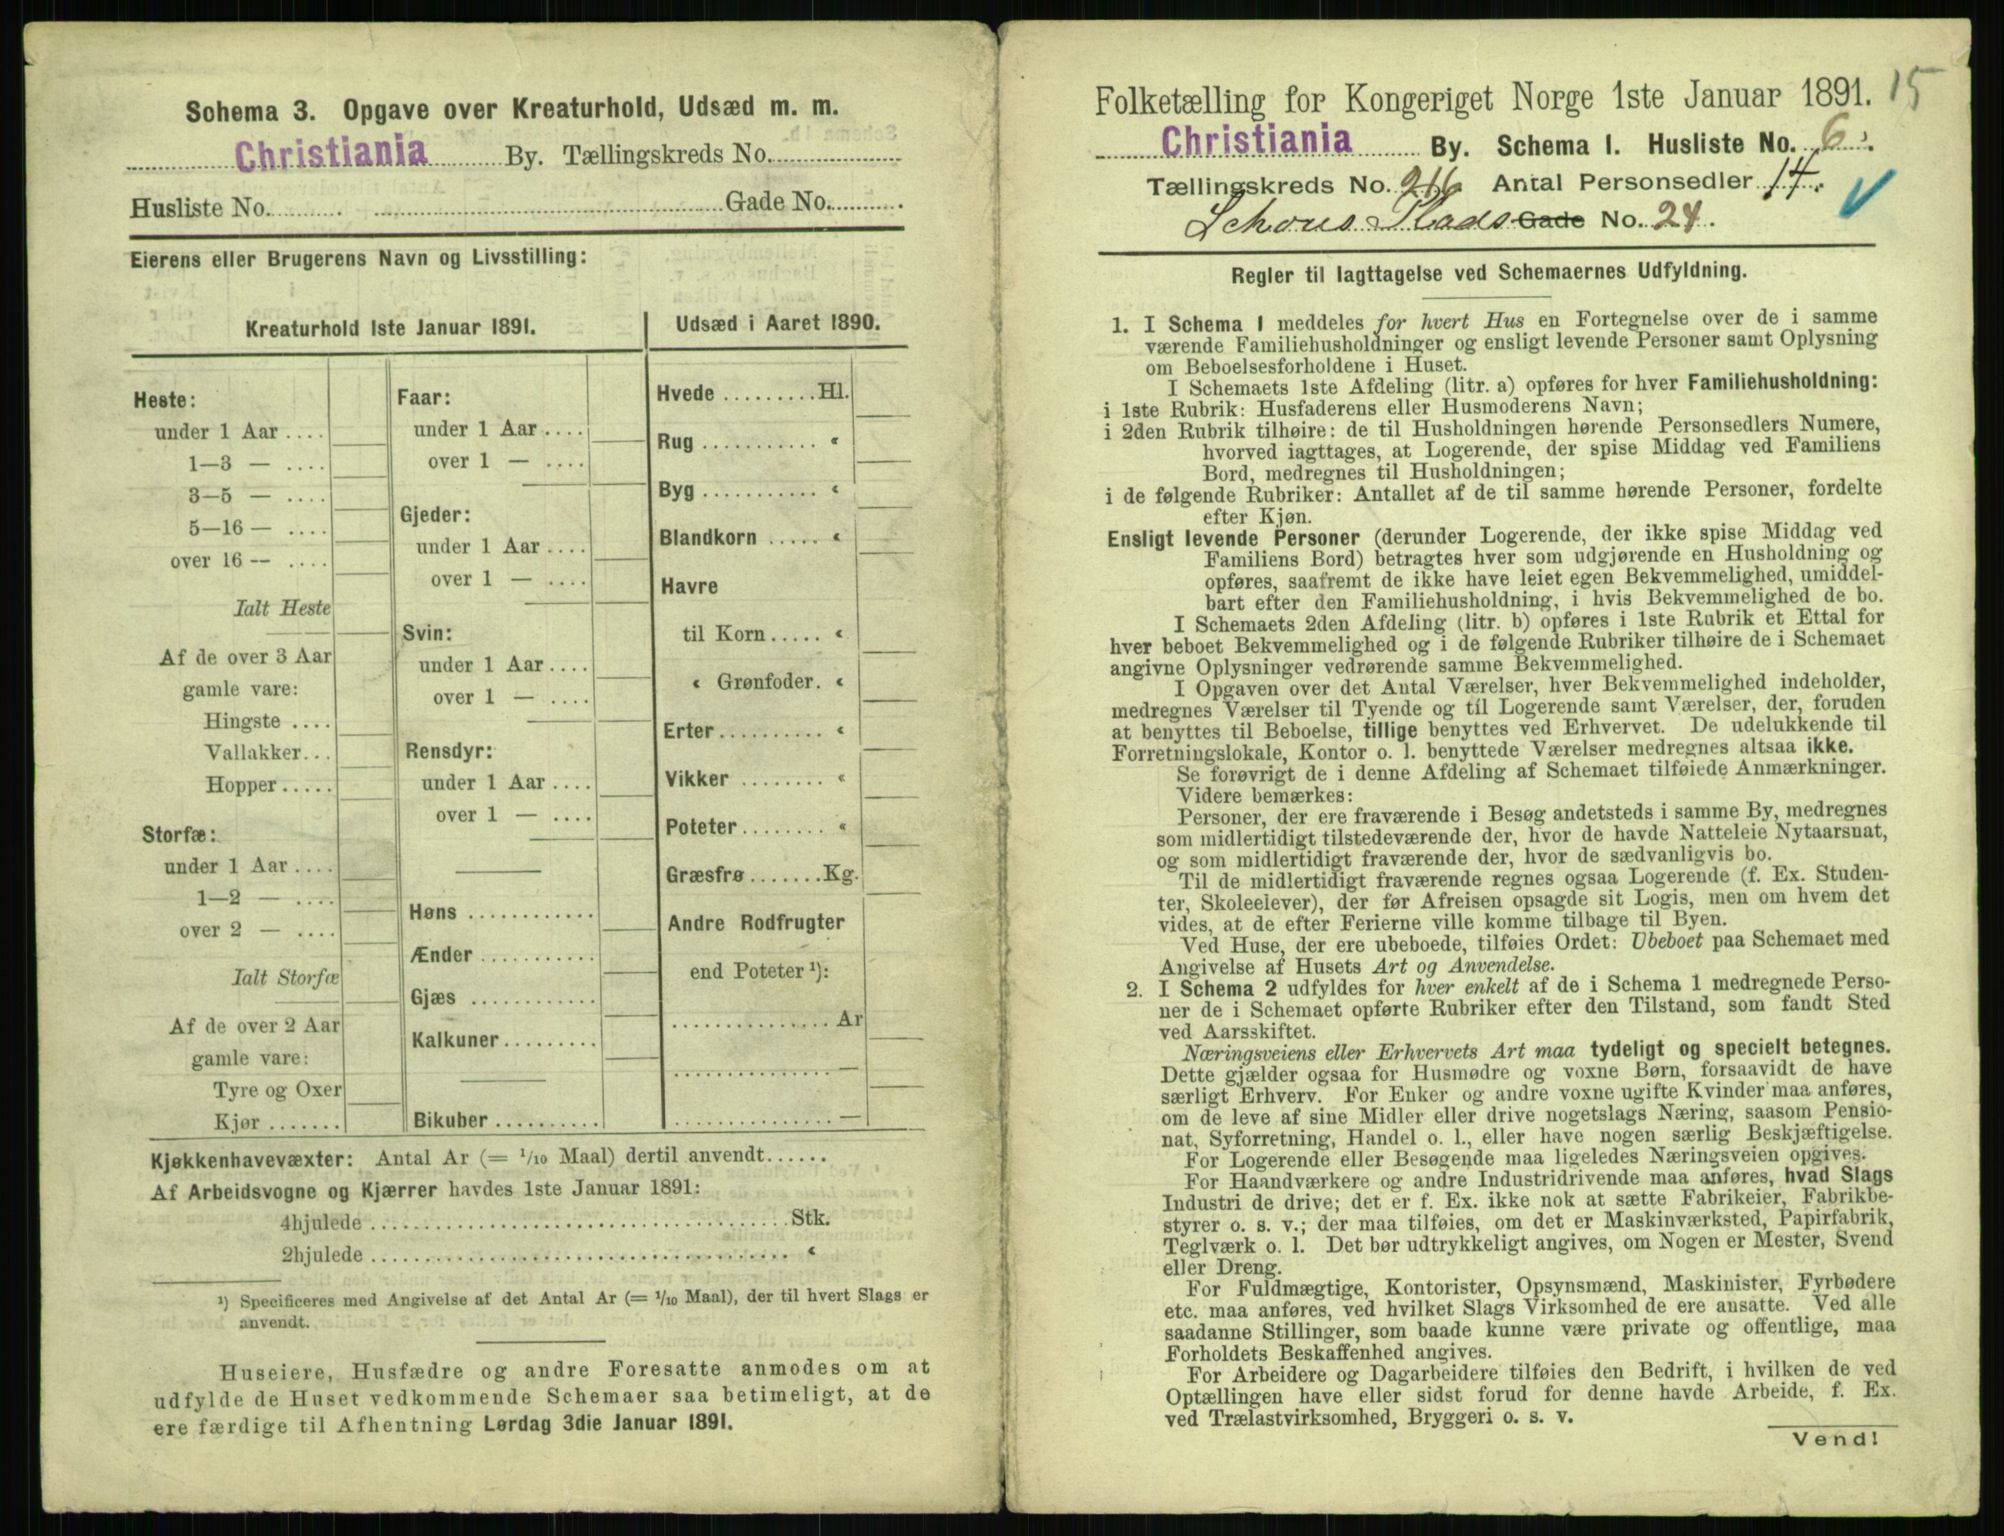 Schema 3. Opgave over Kreaturhold, Udsæd m. m.
Christiania By. Tællingskreds No.
Husliste No. Gade No.
Eierens eller Brugerens Navn og Livsstilling:
Kreaturhold 1ste Januar 1891.
Heste:
under 1 Aar ....
1—3 — ....
3—5 — ....
5—16 — ....
over 16 — ....
Ialt Heste
Af de over 3 Aar
gamle vare:
Hingste ....
Vallakker...
Hopper.....
Storfæ:
under 1 Aar ....
1—2 — ....
over 2 — ....
Ialt Storfæ
Af de over 2 Aar
gamle vare:
Tyre og Oxer
Kjør .......
Faar:
under 1 Aar ....
over 1 — ....
Gjeder:
under 1 Aar ....
over 1 — ....
Svin:
under 1 Aar ....
over 1 — ....
Rensdyr:
under 1 Aar ....
over 1 — ....
Høns ............
Ænder ...........
Gjæs ............
Kalkuner.........
Bikuber ..........
Udsæd i Aaret 1890.
Hvede .........Hl.
Rug ........... «
Byg ........... «
Blandkorn ..... «
Havre
til Korn..... «
« Grønfoder. «
Erter.......... «
Vikker ........ «
Poteter........ «
Græsfrø.......Kg.
Andre Rodfrugter
end Poteter ¹):
............... Ar
............... —
............... —
Kjøkkenhavevæxter: Antal Ar (= 1/10 Maal) dertil anvendt......
Af Arbeidsvogne og Kjærrer havdes 1ste Januar 1891:
4hjulede ........................................Stk.
2hjulede ........................................ «
¹) Specificeres med Angivelse af det Antal Ar (= 1/10 Maal), der til hvert Slags er
anvendt.
Huseiere, Husfædre og andre Foresatte anmodes om at
udfylde de Huset vedkommende Schemaer saa betimeligt, at de
ere færdige til Afhentning Lørdag 3die Januar 1891.
Folketælling for Kongeriget Norge 1ste Januar 1891. 15
Christiania By. Schema I. Husliste No. 6.
Tællingskreds No. 216 Antal Personsedler 14.
Schous Plads Gade No. 24.
Regler til Iagttagelse ved Schemaernes Udfyldning.
1. I Schema I meddeles for hvert Hus en Fortegnelse over de i samme
værende Familiehusholdninger og ensligt levende Personer samt Oplysning
om Beboelsesforholdene i Huset.
I Schemaets 1ste Afdeling (litr. a) opføres for hver Familiehusholdning:
i 1ste Rubrik: Husfaderens eller Husmoderens Navn;
i 2den Rubrik tilhøire: de til Husholdningen hørende Personsedlers Numere,
hvorved iagttages, at Logerende, der spise Middag ved Familiens
Bord, medregnes til Husholdningen;
i de følgende Rubriker: Antallet af de til samme hørende Personer, fordelte
efter Kjøn.
Ensligt levende Personer (derunder Logerende, der ikke spise Middag ved
Familiens Bord) betragtes hver som udgjørende en Husholdning og
opføres, saafremt de ikke have leiet egen Bekvemmelighed, umiddel-
bart efter den Familiehusholdning, i hvis Bekvemmelighed de bo.
I Schemaets 2den Afdeling (litr. b) opføres i 1ste Rubrik et Ettal for
hver beboet Bekvemmelighed og i de følgende Rubriker tilhøire de i Schemaet
angivne Oplysninger vedrørende samme Bekvemmelighed.
I Opgaven over det Antal Værelser, hver Bekvemmelighed indeholder,
medregnes Værelser til Tyende og til Logerende samt Værelser, der, foruden
at benyttes til Beboelse, tillige benyttes ved Erhvervet. De udelukkende til
Forretningslokale, Kontor o. l. benyttede Værelser medregnes altsaa ikke.
Se forøvrigt de i denne Afdeling af Schemaet tilføiede Anmærkninger.
Videre bemærkes:
Personer, der ere fraværende i Besøg andetsteds i samme By, medregnes
som midlertidigt tilstedeværende der, hvor de havde Natteleie Nytaarsnat,
og som midlertidigt fraværende der, hvor de sædvanligvis bo.
Til de midlertidigt fraværende regnes ogsaa Logerende (f. Ex. Studen-
ter, Skoleelever), der før Afreisen opsagde sit Logis, men om hvem det
vides, at de efter Ferierne ville komme tilbage til Byen.
Ved Huse, der ere ubeboede, tilføies Ordet: Ubeboet paa Schemaet med
Angivelse af Husets Art og Anvendelse.
2. I Schema 2 udfyldes for hver enkelt af de i Schema 1 medregnede Perso-
ner de i Schemaet opførte Rubriker efter den Tilstand, som fandt Sted
ved Aarsskiftet.
Næringsveiens eller Erhvervets Art maa tydeligt og specielt betegnes.
Dette gjælder ogsaa for Husmødre og voxne Børn, forsaavidt de have
særligt Erhverv. For Enker og andre voxne ugifte Kvinder maa anføres,
om de leve af sine Midler eller drive nogetslags Næring, saasom Pensio-
nat, Syforretning, Handel o. l., eller have nogen særlig Beskjæftigelse.
For Logerende eller Besøgende maa ligeledes Næringsveien opgives.
For Haandværkere og andre Industridrivende maa anføres, hvad Slags
Industri de drive; det er f. Ex. ikke nok at sætte Fabrikeier, Fabrikbe-
styrer o. s. v.; der maa tilføies, om det er Maskinværksted, Papirfabrik,
Teglværk o. l. Det bør udtrykkeligt angives, om Nogen er Mester, Svend
eller Dreng.
For Fuldmægtige, Kontorister, Opsynsmænd, Maskinister, Fyrbødere
etc. maa anføres, ved hvilket Slags Virksomhed de ere ansatte. Ved alle
saadanne Stillinger, som baade kunne være private og offentlige, maa
Forholdets Beskaffenhed angives.
For Arbeidere og Dagarbeidere tilføies den Bedrift, i hvilken de ved
Optællingen have eller sidst forud for denne havde Arbeide, f. Ex.
ved Trælastvirksomhed, Bryggeri o. s. v.
Vend!